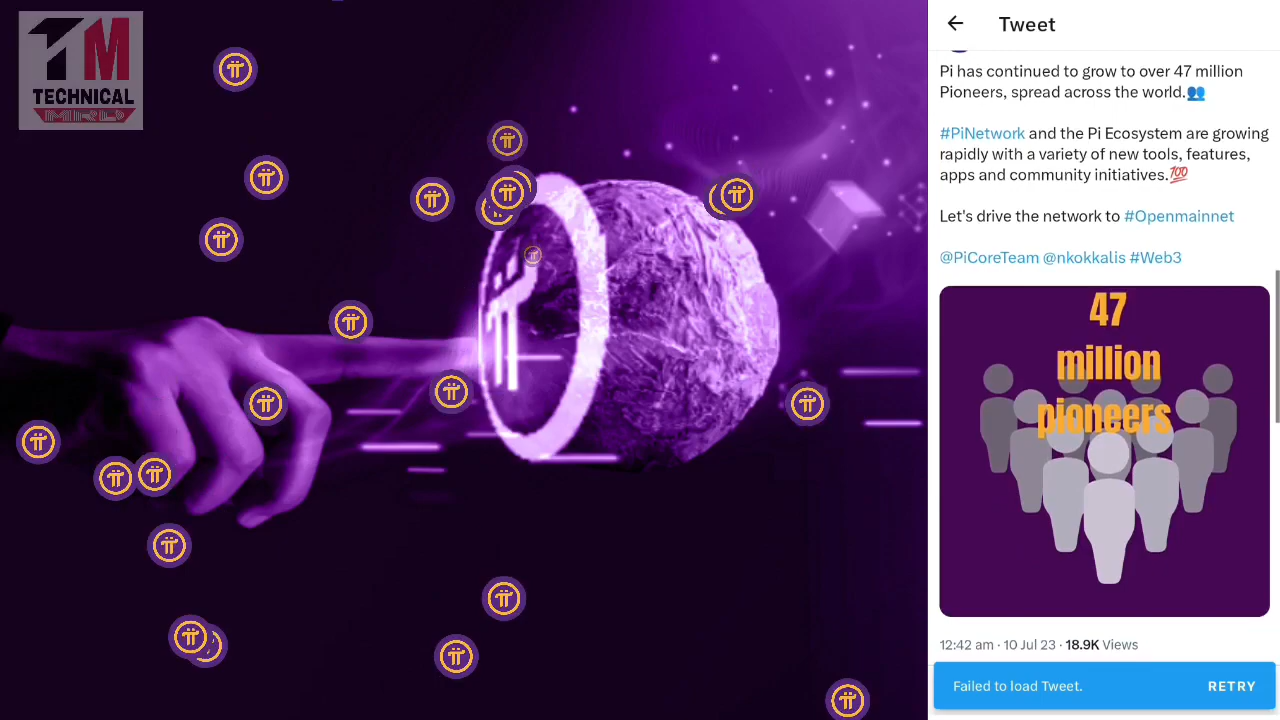 TM
TECHNICAL
MRD
Tweet
Pi has continued to grow to over 47 million
Pioneers, spread across the world.👥
#PiNetwork and the Pi Ecosystem are growing
rapidly with a variety of new tools, features,
apps and community initiatives.💯
Let's drive the network to #Openmainnet
@PiCoreTeam @nkokkalis #Web3
47
million
pioneers
12:42 am · 10 Jul 23 · 18.9K Views
Failed to load Tweet.
RETRY